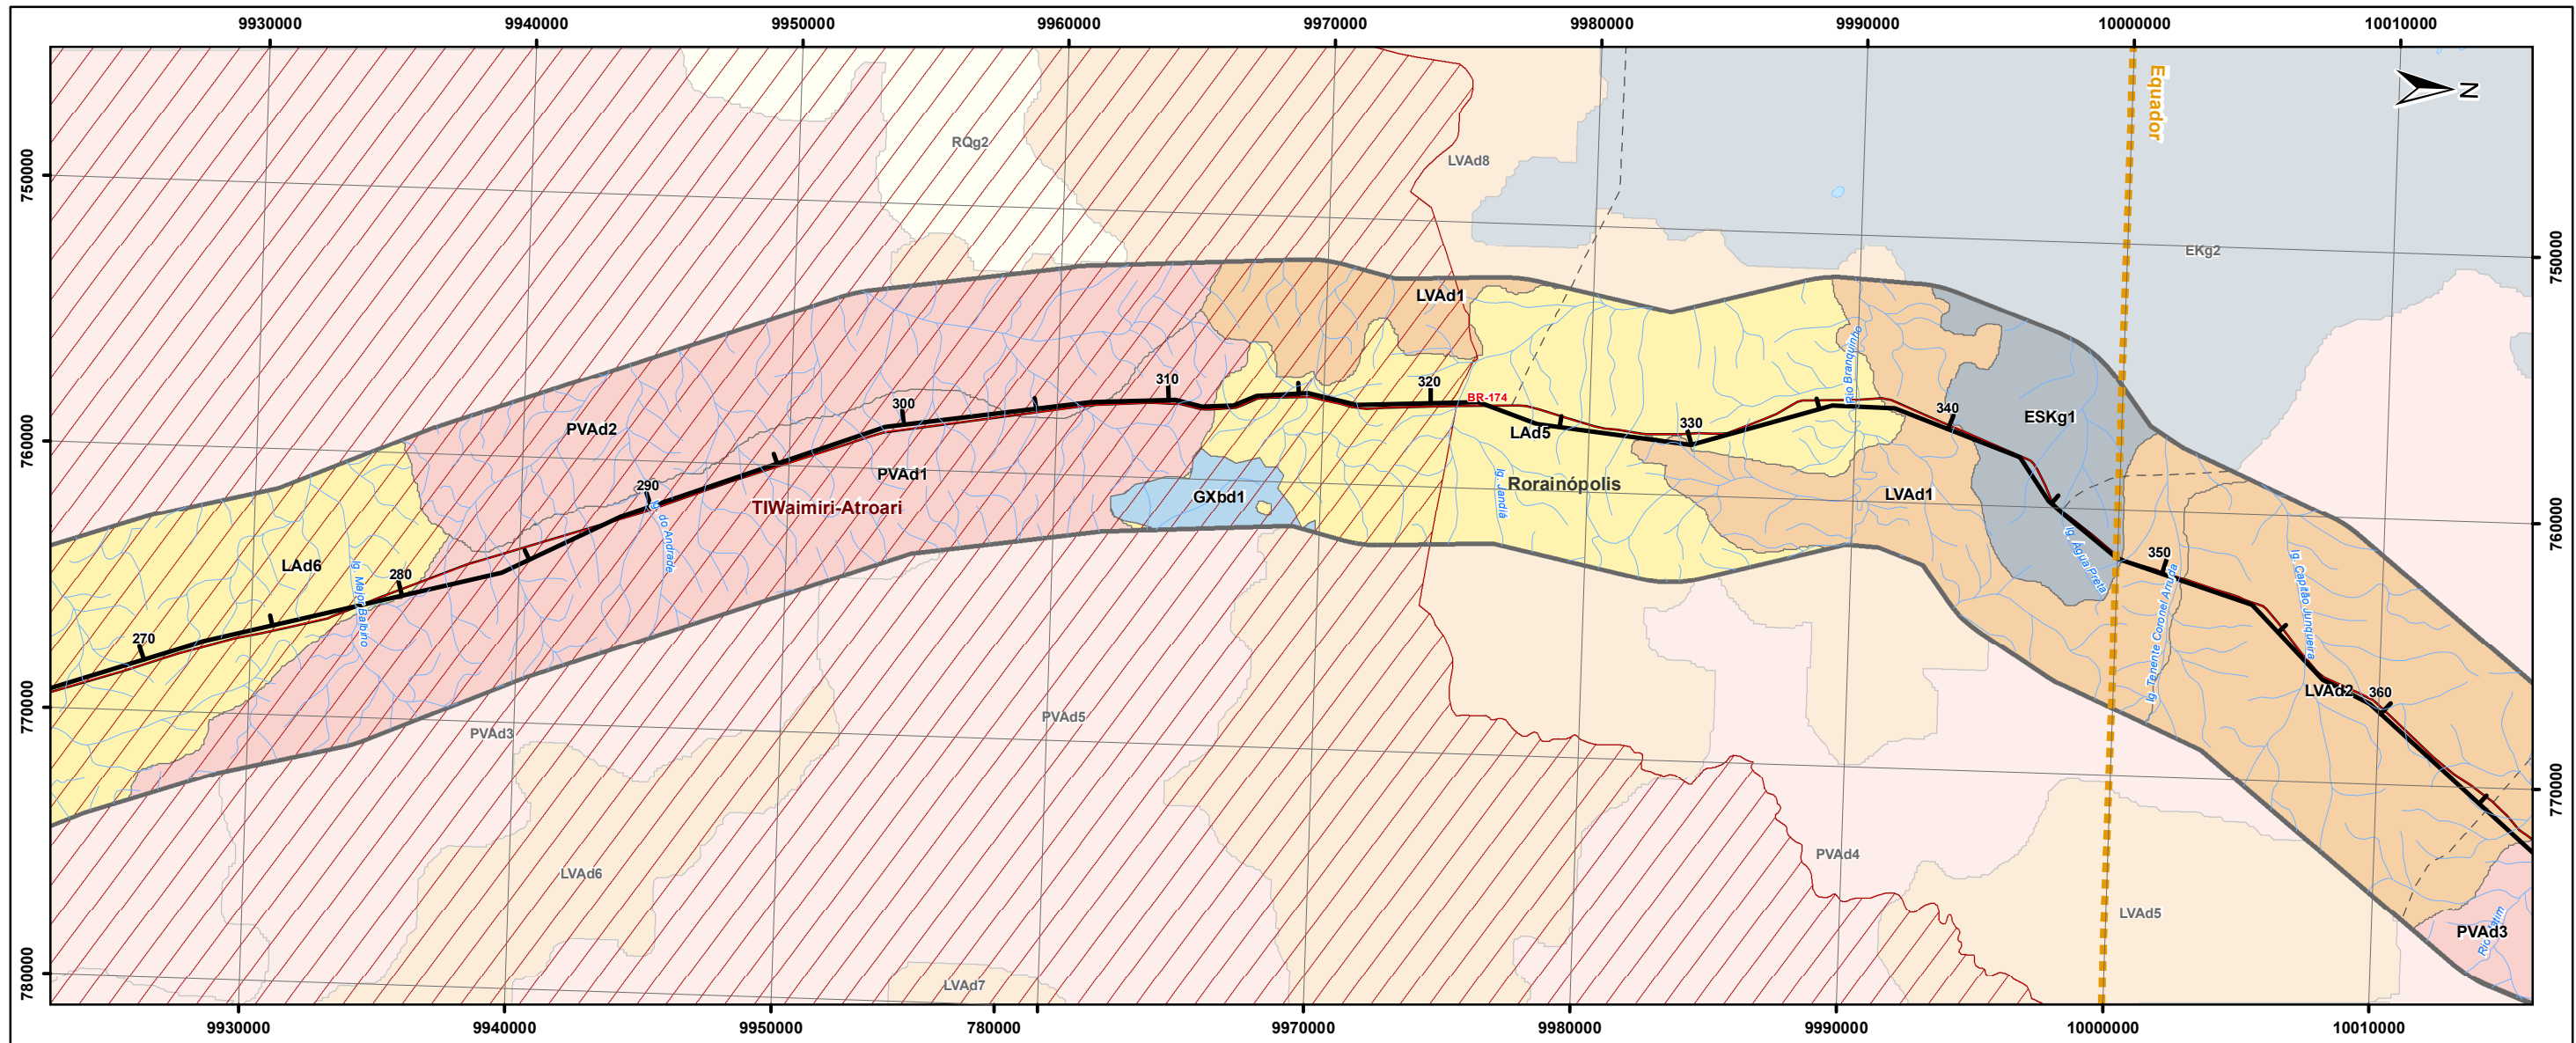 9930000 9940000 9950000 9960000 9970000 9980000 9990000 10000000 10010000
Equador
N
RQg2
LVAd8
750000
EKg2
750000
LVAd1
Rio Branquinho
310
320
BR-174
300
340
ESKg1
PVAd2
330
LAd5
760000
PVAd1
290
TIWaimiri-Atroari
GXbd1
Ig. Jandiá
Rorainópolis
LVAd1
760000
Ig. do Andrade
LAd6
280
Ig. Major Balbino
Ig. Água Preta
350
Ig. Tenente Coronel Arruda
Ig. Capitão Junqueira
270
LVAd2
360
770000
PVAd3
PVAd5
770000
PVAd4
LVAd6
LVAd5
PVAd3
780000
LVAd7
9930000 9940000 9950000 780000 9970000 9980000 9990000 10000000 10010000